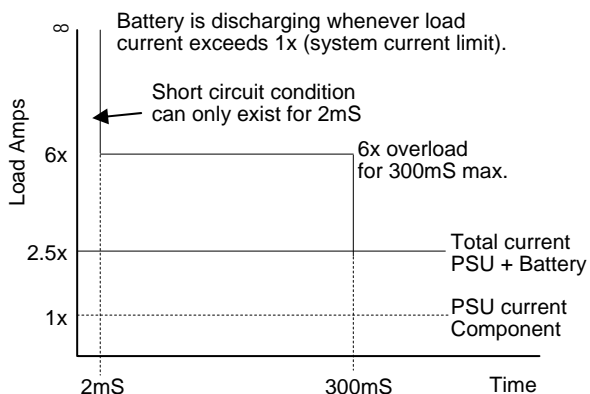 ∞
Battery is discharging whenever load
current exceeds 1x (system current limit).
Short circuit condition
can only exist for 2mS
Load Amps
6x
6x overload
for 300mS max.
2.5x
Total current
PSU + Battery
1x
PSU current
Component
2mS
300mS
Time